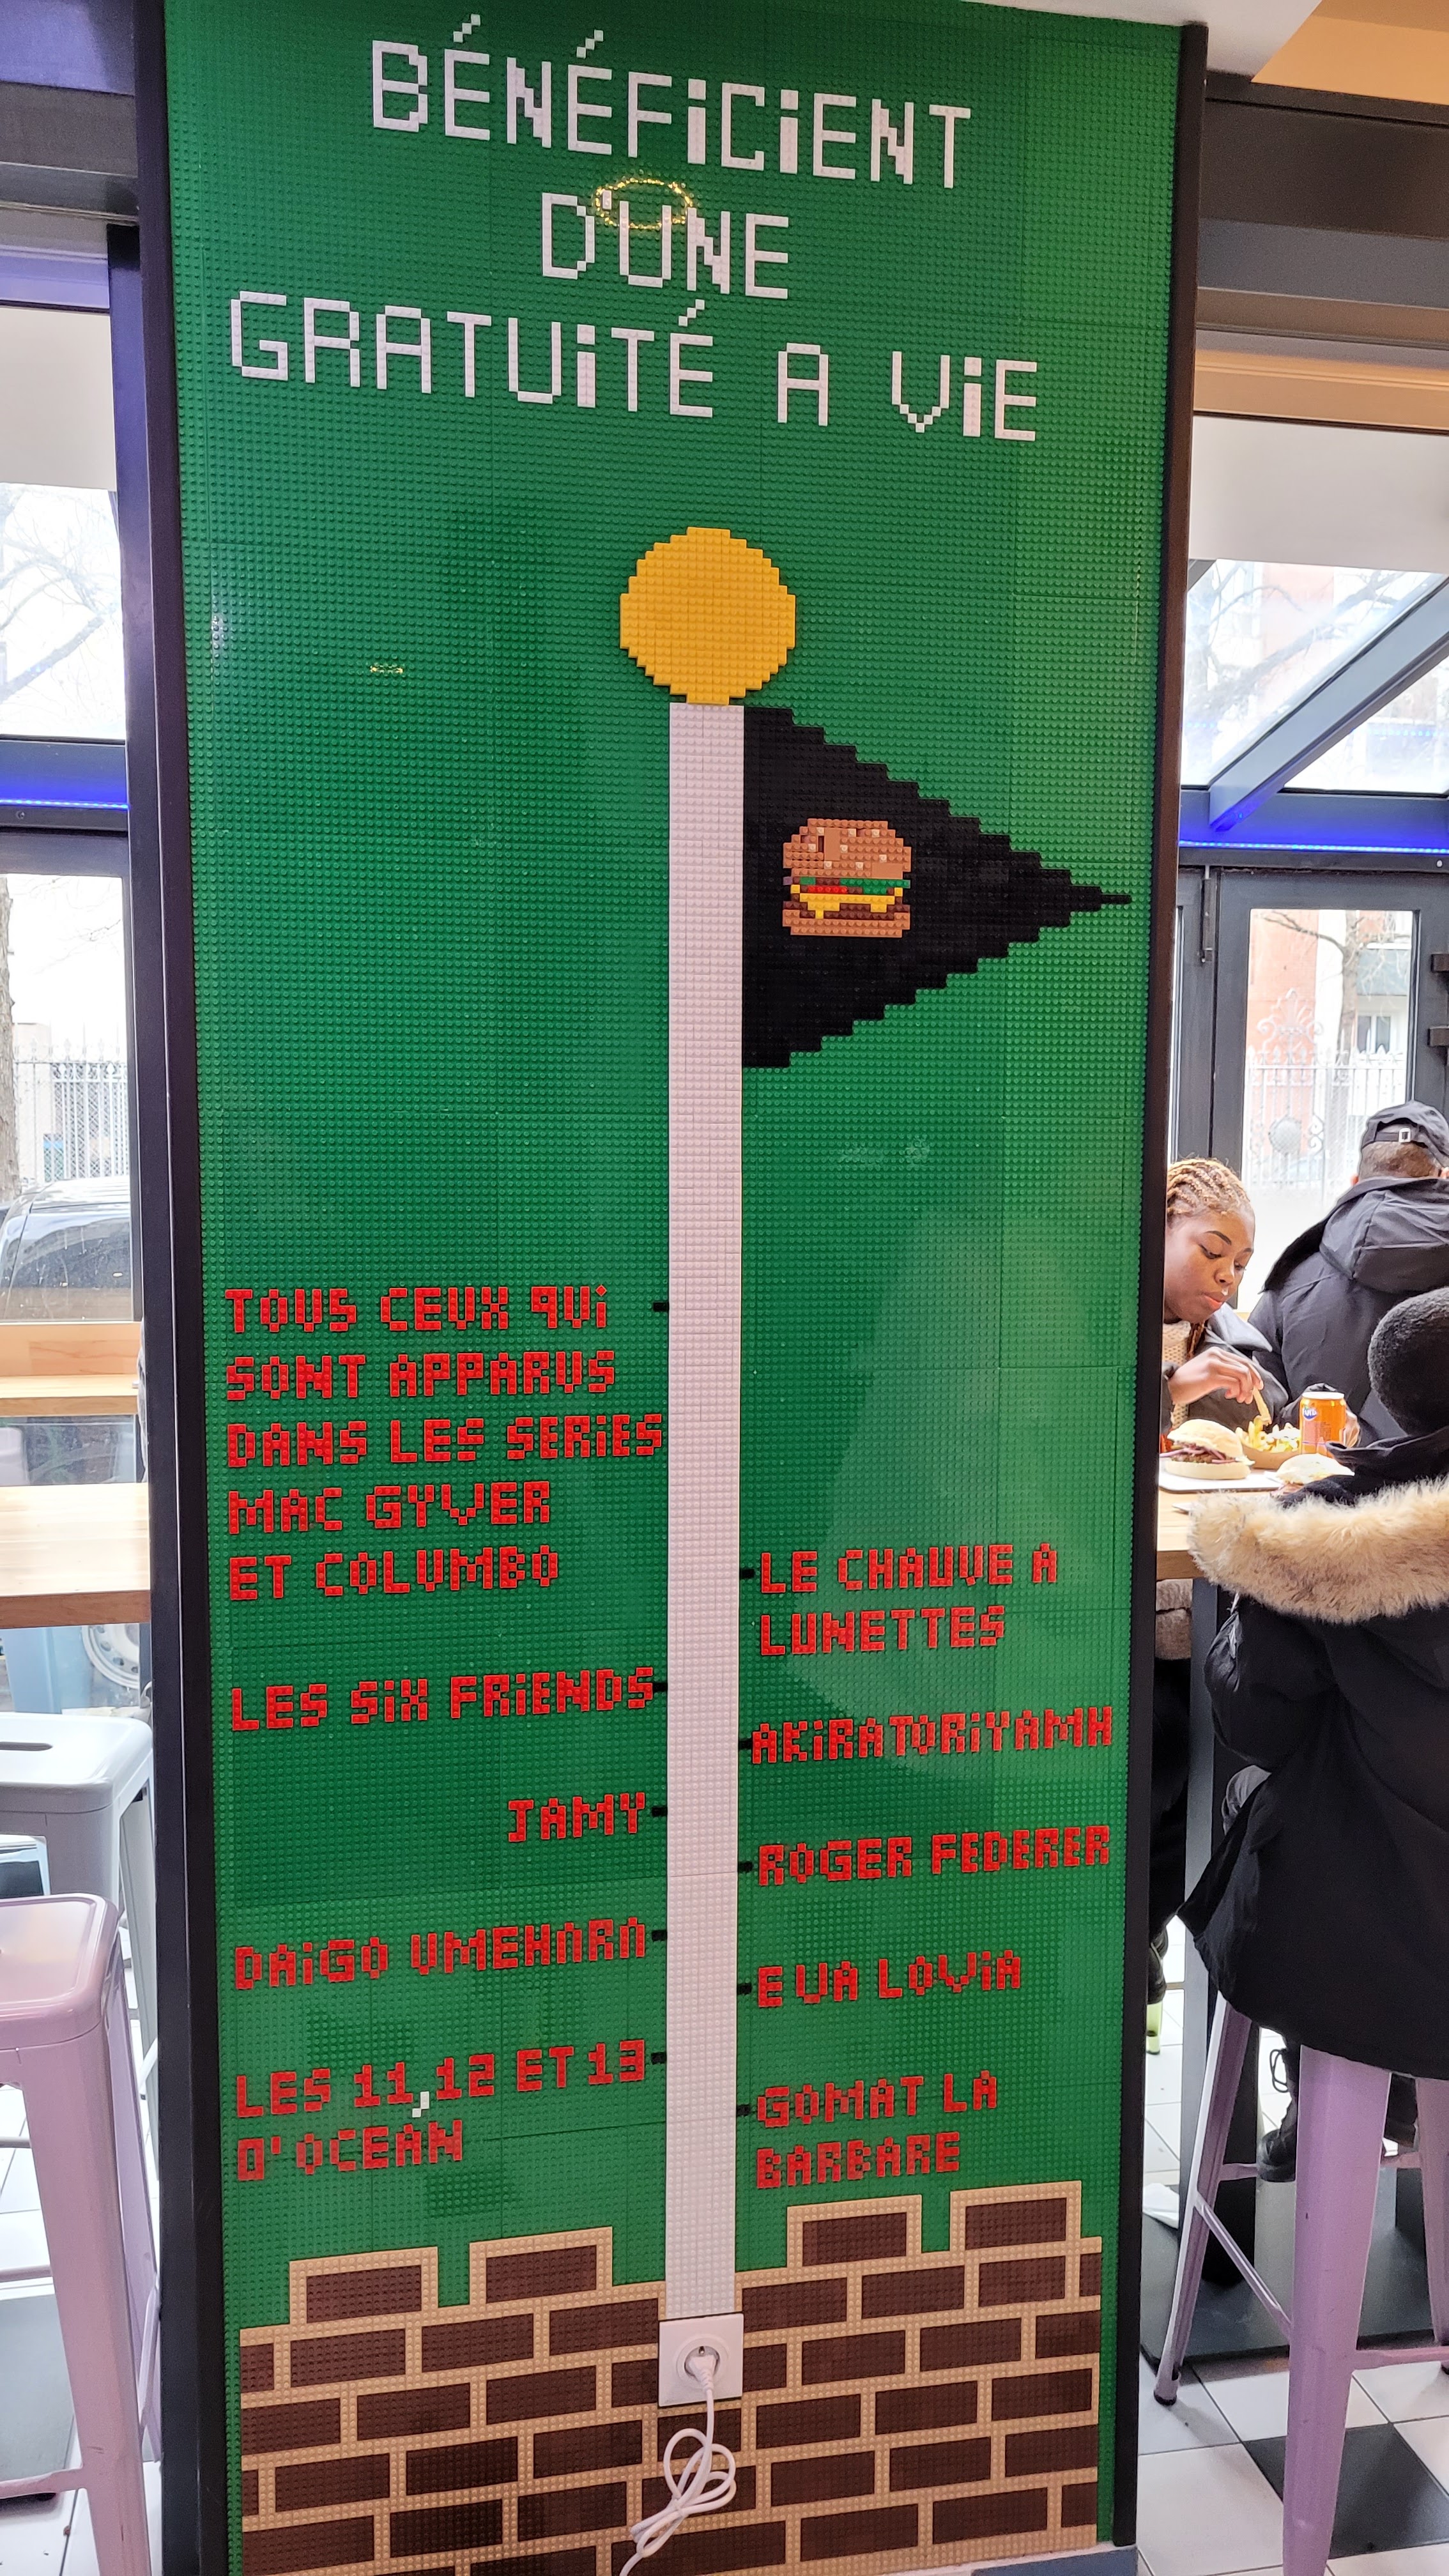 BÉNÉFiCiENT
D'UNE
GRATUiTÉ A ViE
TOUS CEUX QUi
SONT APPARUS
DANS LES SERiES
MAC GYVER
ET COLUMBO
LES SiX FRiENDS
JAMY
DAiGO UMEHARA
LES 11,12 ET 13
D'OCEAN
LE CHAUVE A
LUNETTES
AKiRA TORiYAMA
ROGER FEDERER
EVA LOViA
GOMAT LA
BARBARE